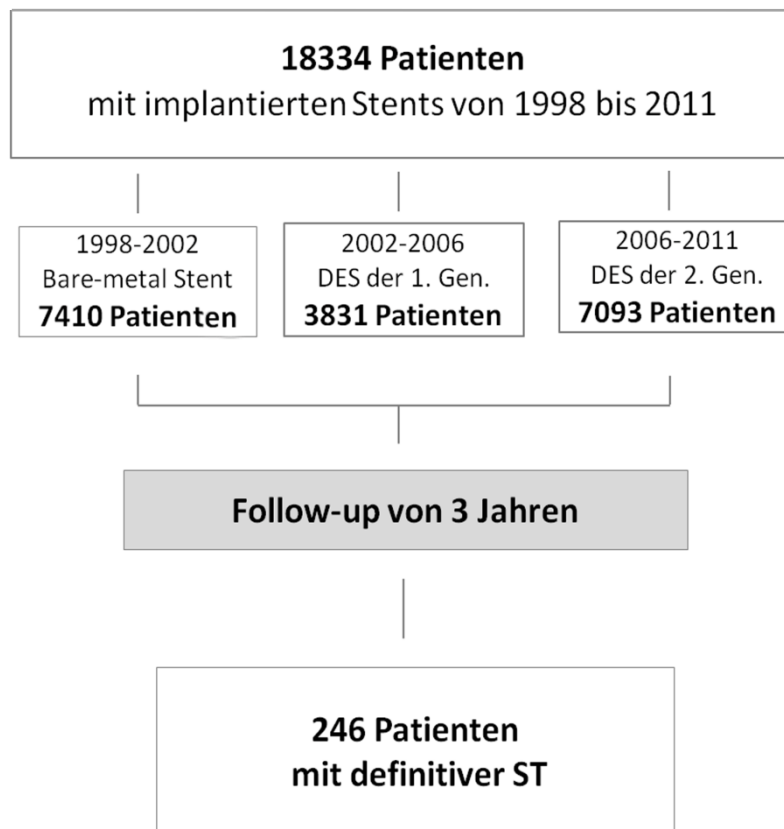 18334 Patienten
mit implantierten Stents von 1998 bis 2011
1998-2002
Bare-metal Stent
7410 Patienten
2002-2006
DES der 1. Gen.
3831 Patienten
2006-2011
DES der 2. Gen.
7093 Patienten
Follow-up von 3 Jahren
246 Patienten
mit definitiver ST